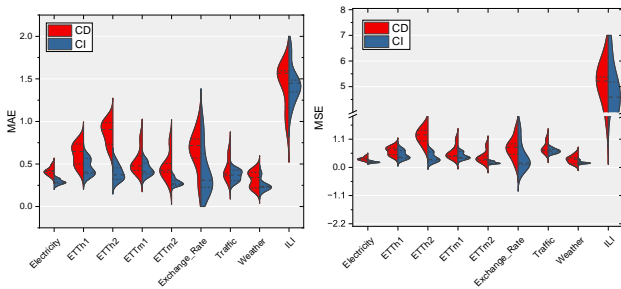 CD
CI
MAE
2.0
1.5
1.0
0.5
0.0
Electricity
ETTh1
ETTh2
ETTm1
ETTm2
Exchange_Rate
Traffic
Weather
ILI
CD
CI
MSE
8
5
1.1
0.0
−1.1
−2.2
Electricity
ETTh1
ETTh2
ETTm1
ETTm2
Exchange_Rate
Traffic
Weather
ILI